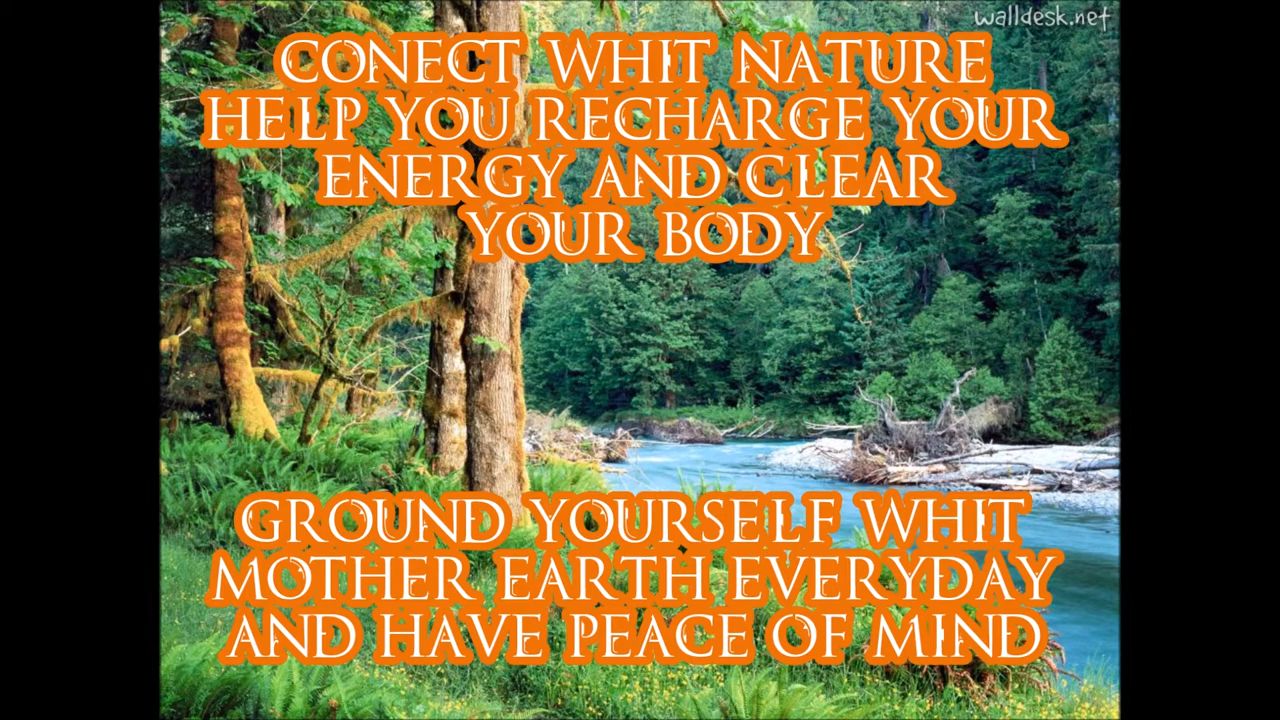 walldesk.net
CONECT WHIT NATURE
HELP YOU RECHARGE YOUR
ENERGY AND CLEAR
YOUR BODY
GROUND YOURSELF WHIT
MOTHER EARTH EVERYDAY
AND HAVE PEACE OF MIND